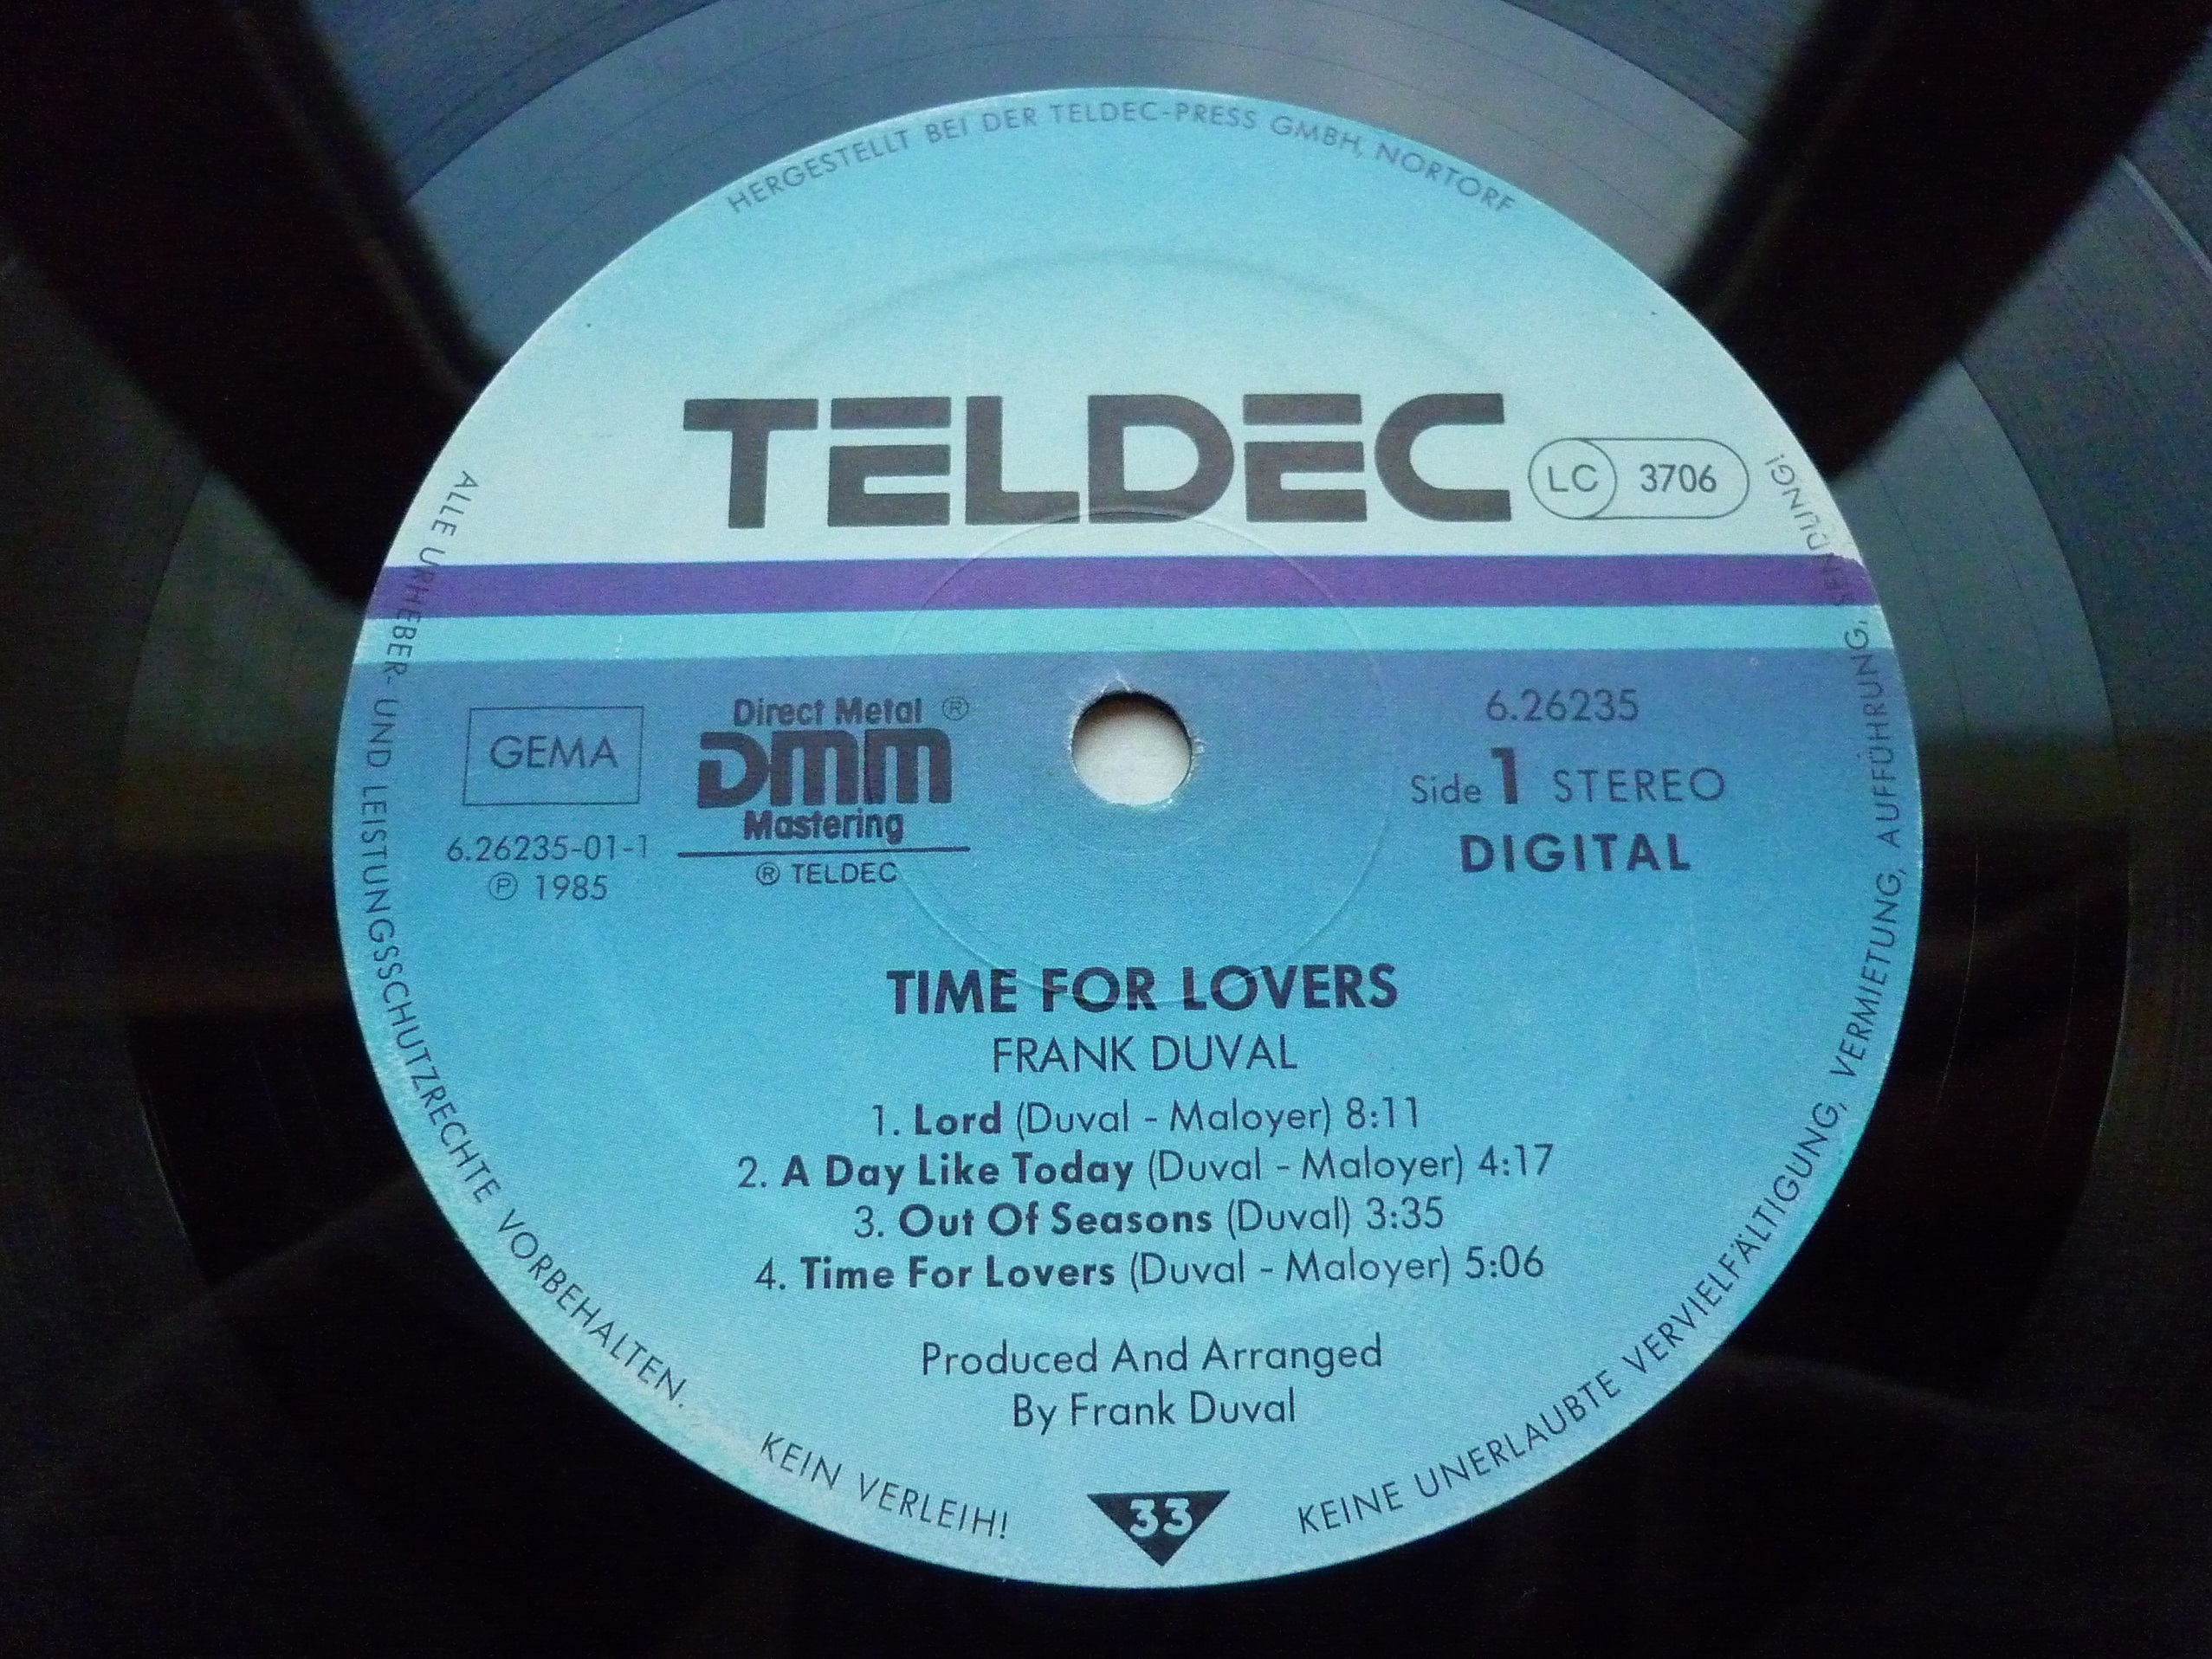 HERGESTELLT BEI DER TELDEC-PRESS GMBH, NORTORF
TELDEC
LC 3706
GEMA
6.26235-01-1
℗ 1985
Direct Metal ®
DMM
Mastering
® TELDEC
6.26235
Side 1 STEREO
DIGITAL
TIME FOR LOVERS
FRANK DUVAL
1. Lord (Duval - Maloyer) 8:11
2. A Day Like Today (Duval - Maloyer) 4:17
3. Out Of Seasons (Duval) 3:35
4. Time For Lovers (Duval - Maloyer) 5:06
Produced And Arranged
By Frank Duval
33
ALLE URHEBER- UND LEISTUNGSSCHUTZRECHTE VORBEHALTEN.
KEIN VERLEIH!
KEINE UNERLAUBTE VERVIELFÄLTIGUNG, VERMIETUNG, AUFFÜHRUNG, SENDUNG!